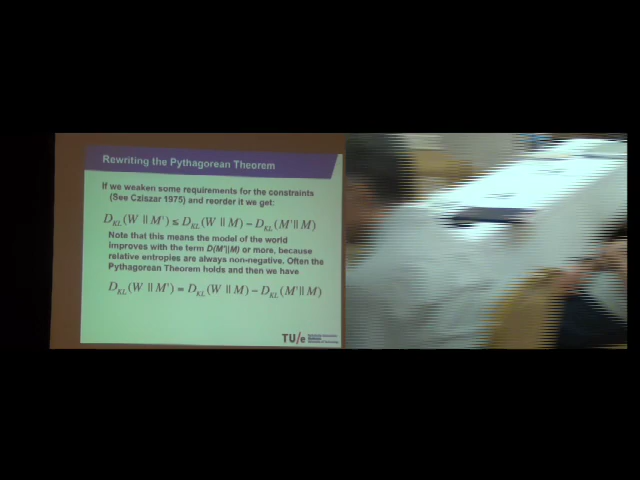 Rewriting the Pythagorean Theorem
If we weaken some requirements for the constraints
(See Cziszar 1975) and reorder it we get:
D_KL(W || M') ≤ D_KL(W || M) − D_KL(M' || M)
Note that this means the model of the world
improves with the term D(M'||M) or more, because
relative entropies are always non-negative. Often the
Pythagorean Theorem holds and then we have
D_KL(W || M') = D_KL(W || M) − D_KL(M' || M)
TU/e